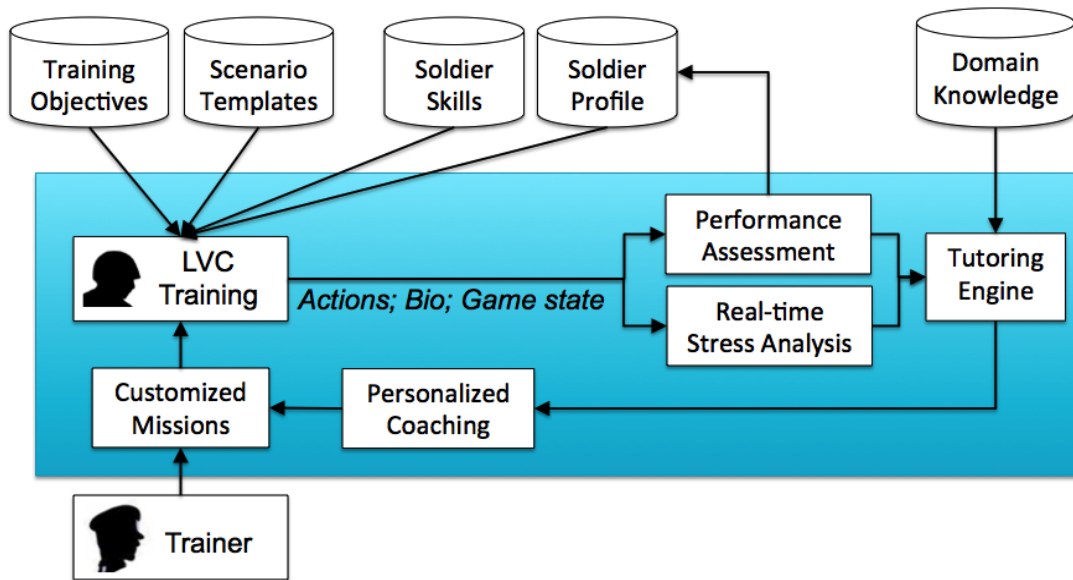 Training
Objectives
Scenario
Templates
Soldier
Skills
Soldier
Profile
Domain
Knowledge
LVC
Training
Actions; Bio; Game state
Performance
Assessment
Real-time
Stress Analysis
Tutoring
Engine
Customized
Missions
Personalized
Coaching
Trainer